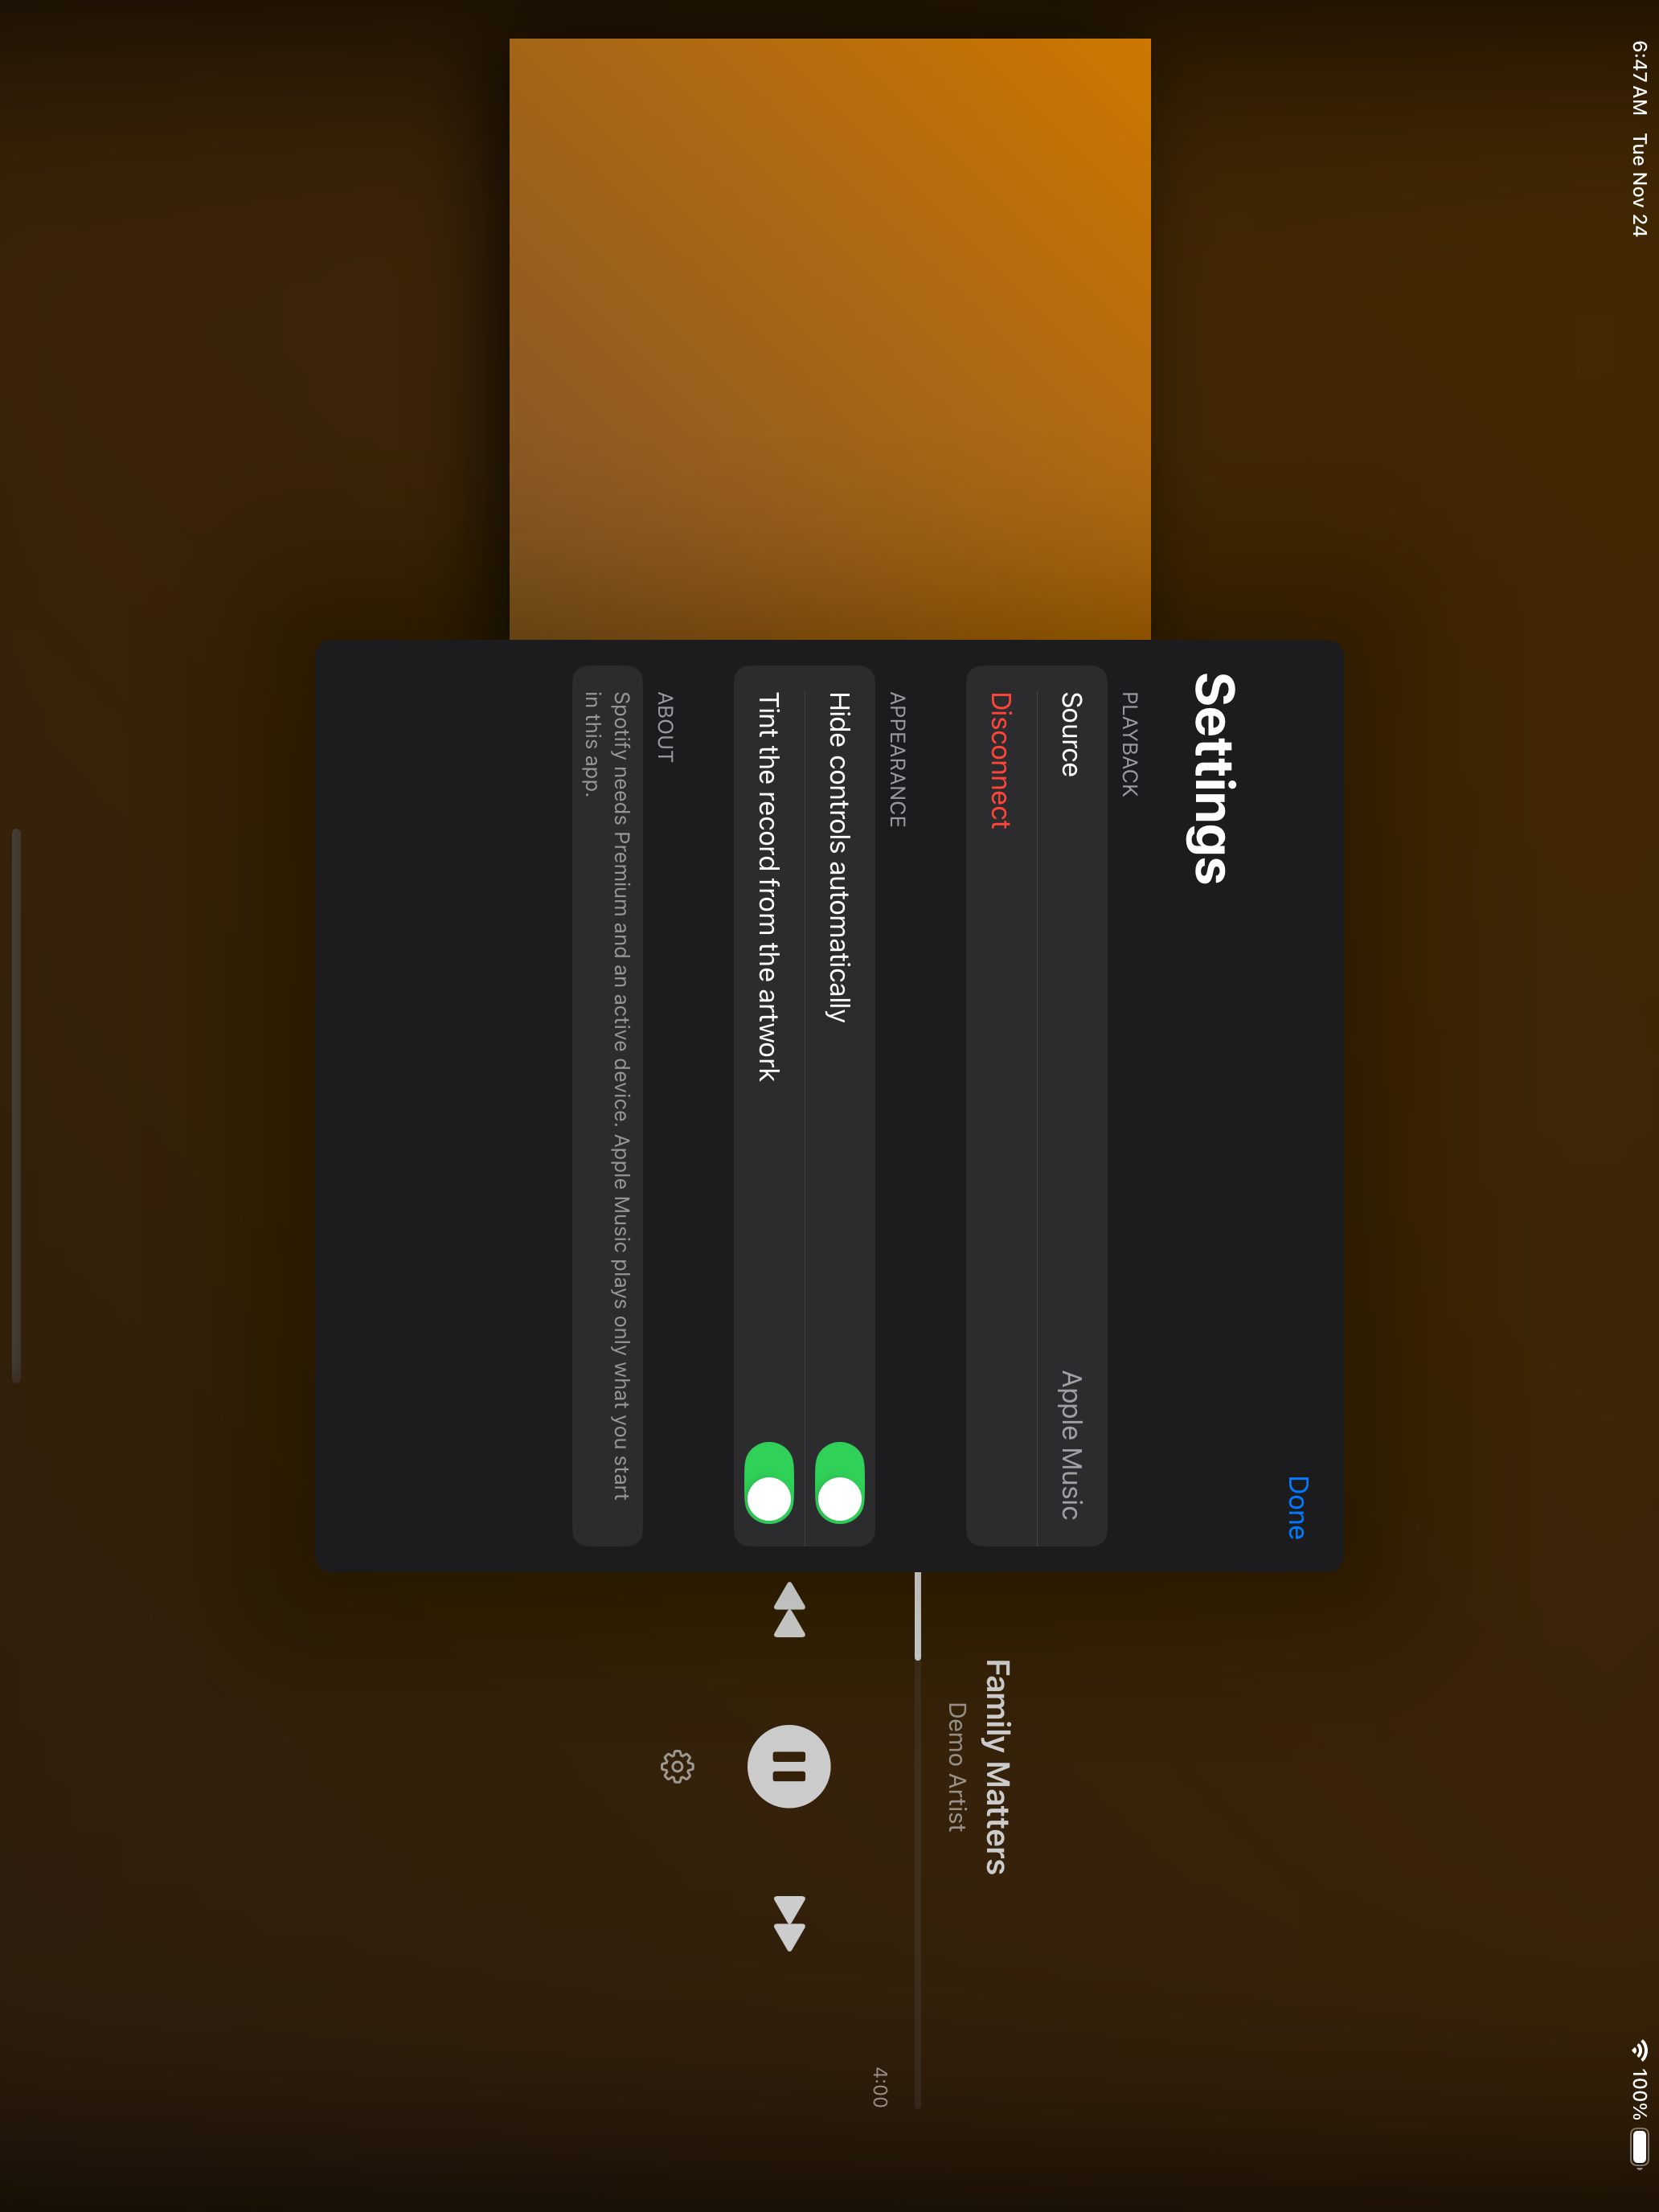 6:47 AM Tue Nov 24
100%
Done
Settings
PLAYBACK
Source Apple Music
Disconnect
APPEARANCE
Hide controls automatically
Tint the record from the artwork
ABOUT
Spotify needs Premium and an active device. Apple Music plays only what you start
in this app.
Family Matters
Demo Artist
4:00